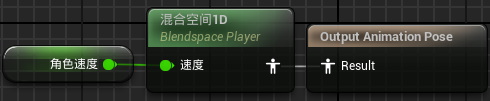 混合空间1D
Blendspace Player
Output Animation Pose
角色速度
速度
Result